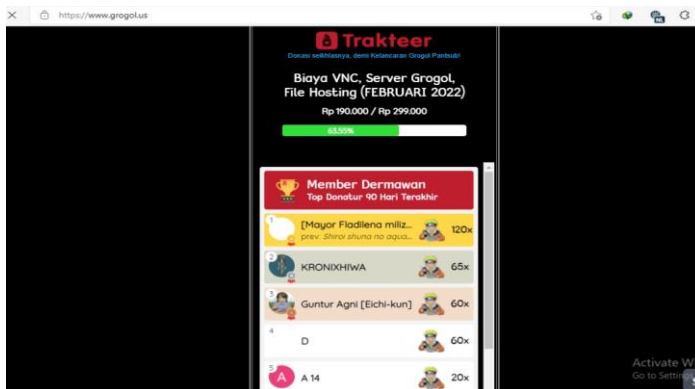 https://www.grogol.us
Trakteer
Donasi seikhlasnya, demi Kelancaran Grogol Pantsub!
Biaya VNC, Server Grogol,
File Hosting (FEBRUARI 2022)
Rp 190.000 / Rp 299.000
63.55%
Member Dermawan
Top Donatur 90 Hari Terakhir
1
[Mayor Fladilena miliz...
120x
prev: Shiroi shuna no aqua...
2
KRONIXHIWA
65x
3
Guntur Agni [Eichi-kun]
60x
4
D
60x
5
A
A 14
20x
Activate W
Go to Setting